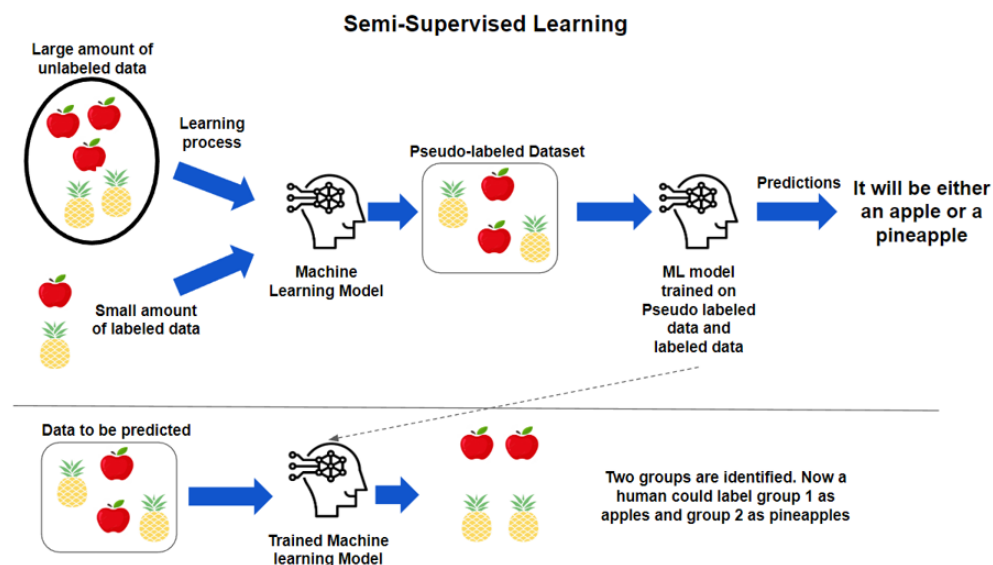 Semi-Supervised Learning
Large amount of
unlabeled data
Learning
process
Small amount
of labeled data
Machine
Learning Model
Pseudo-labeled Dataset
ML model
trained on
Pseudo labeled
data and
labeled data
Predictions
It will be either
an apple or a
pineapple
Data to be predicted
Trained Machine
learning Model
Two groups are identified. Now a
human could label group 1 as
apples and group 2 as pineapples